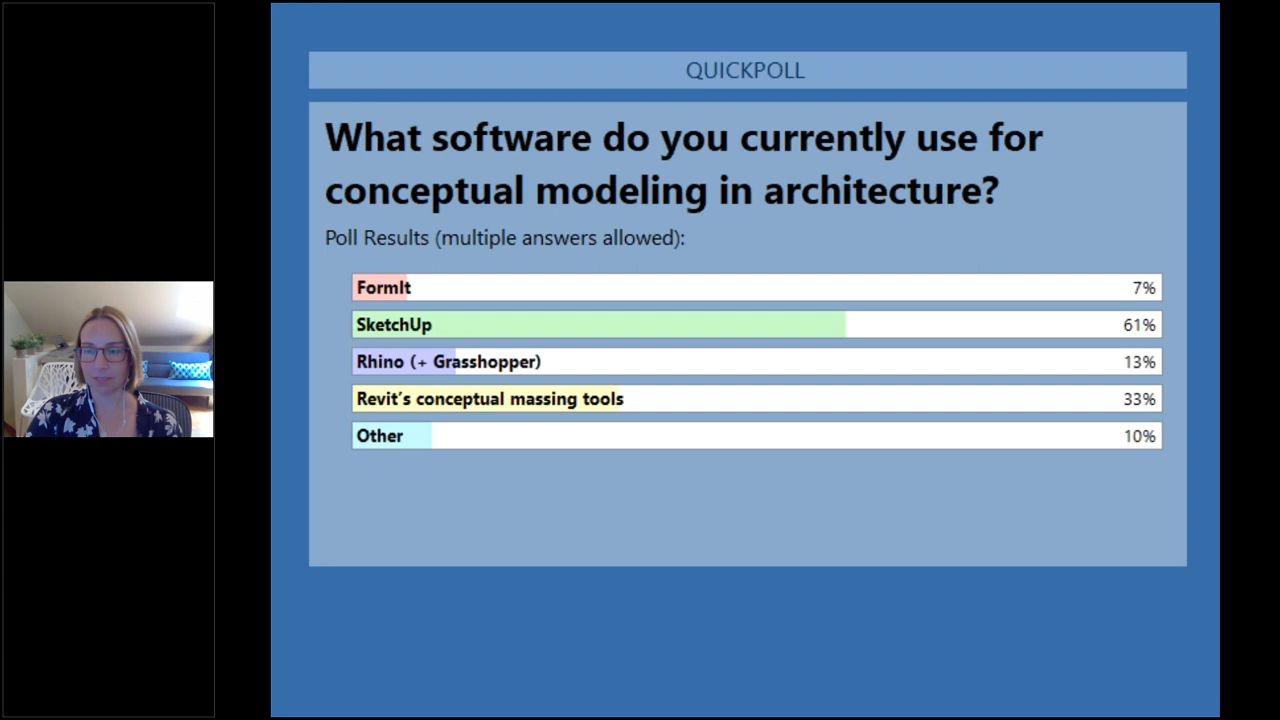 QUICKPOLL
What software do you currently use for
conceptual modeling in architecture?
Poll Results (multiple answers allowed):
FormIt 7%
SketchUp 61%
Rhino (+ Grasshopper) 13%
Revit’s conceptual massing tools 33%
Other 10%